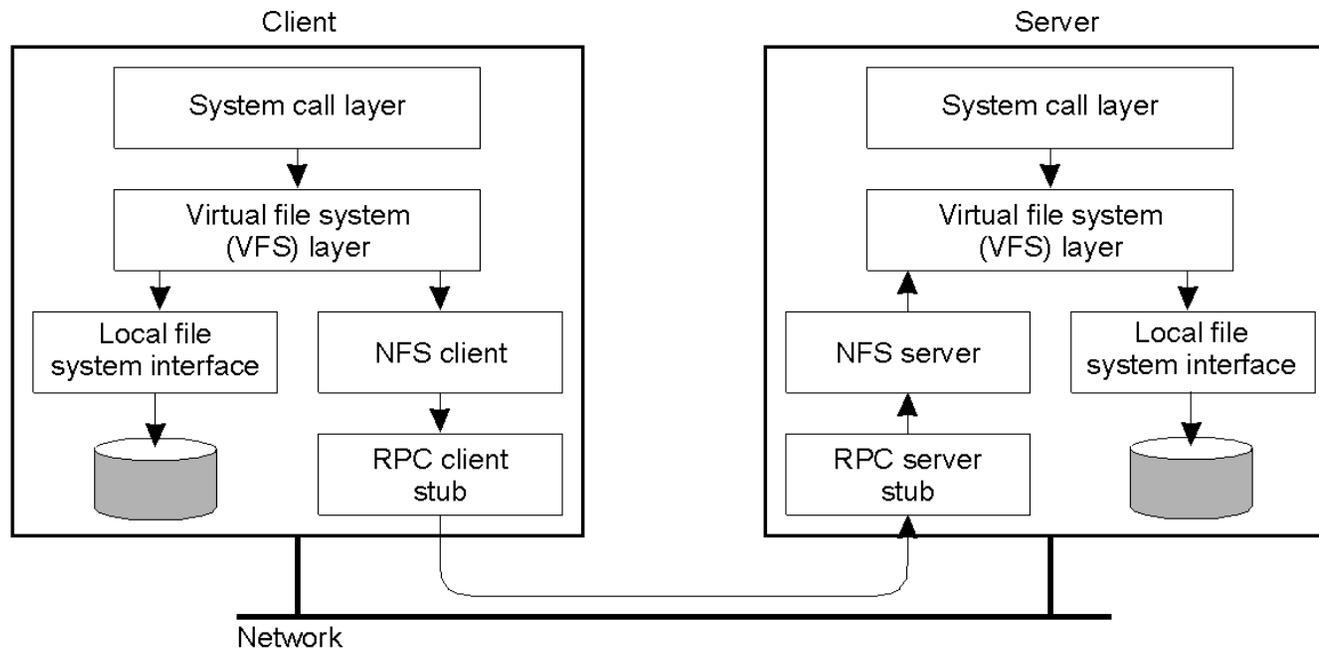 Client
Server
System call layer
System call layer
Virtual file system
(VFS) layer
Virtual file system
(VFS) layer
Local file
system interface
NFS client
NFS server
Local file
system interface
RPC client
stub
RPC server
stub
Network